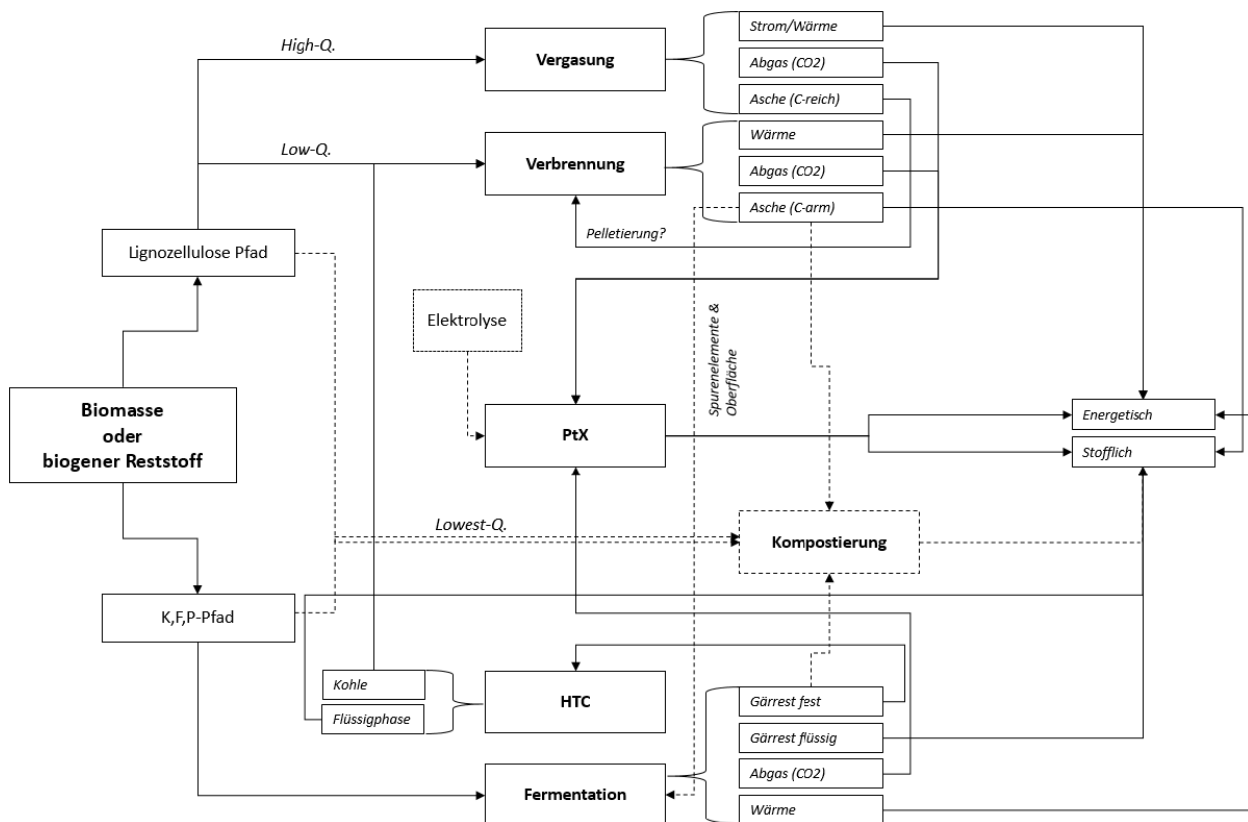 High-Q.
Vergasung
Strom/Wärme
Abgas (CO2)
Asche (C-reich)
Low-Q.
Verbrennung
Wärme
Abgas (CO2)
Asche (C-arm)
Pelletierung?
Lignozellulose Pfad
Elektrolyse
Spurenelemente &
Oberfläche
Biomasse
oder
biogener Reststoff
PtX
Energetisch
Stofflich
Lowest-Q.
Kompostierung
K,F,P-Pfad
Kohle
Flüssigphase
HTC
Gärrest fest
Gärrest flüssig
Abgas (CO2)
Wärme
Fermentation